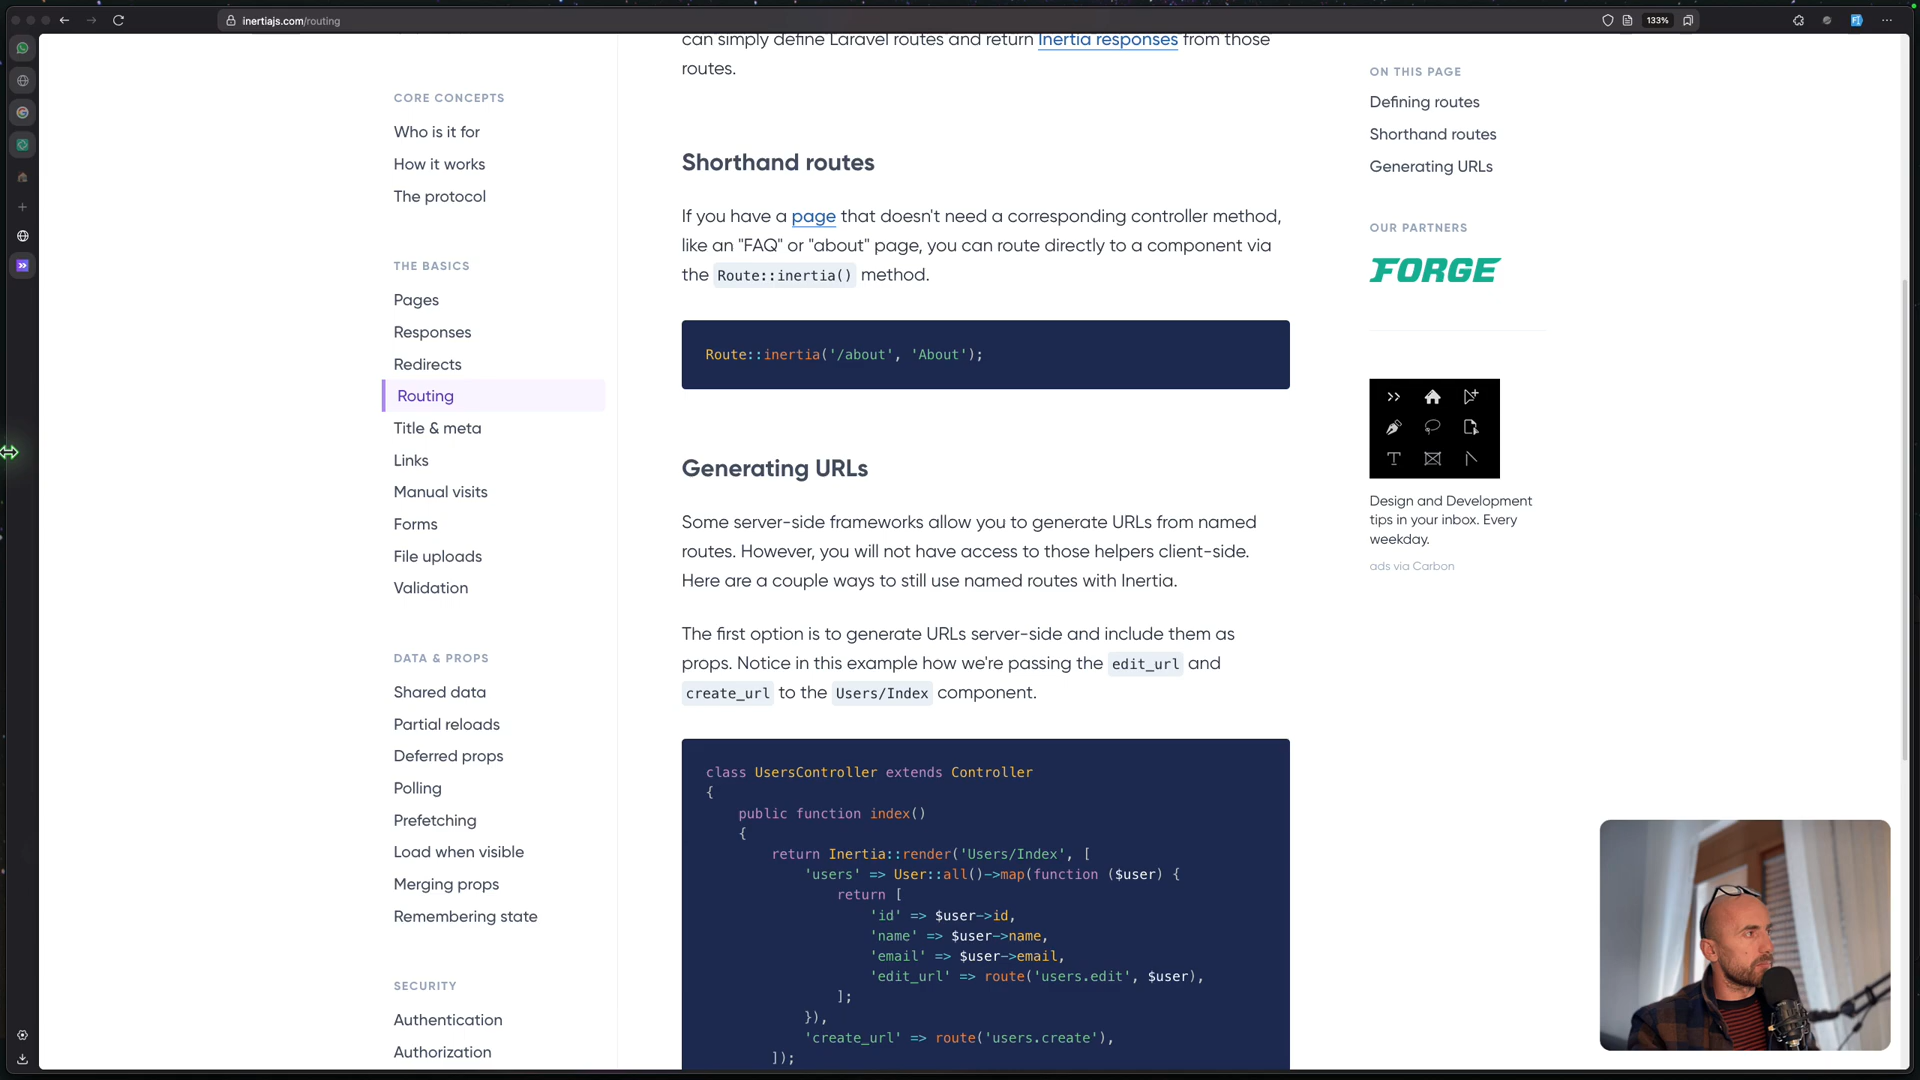 inertiajs.com/routing
133%
CORE CONCEPTS
Who is it for
How it works
The protocol
THE BASICS
Pages
Responses
Redirects
Routing
Title & meta
Links
Manual visits
Forms
File uploads
Validation
DATA & PROPS
Shared data
Partial reloads
Deferred props
Polling
Prefetching
Load when visible
Merging props
Remembering state
SECURITY
Authentication
Authorization
can simply define Laravel routes and return Inertia responses from those
routes.
Shorthand routes
If you have a page that doesn't need a corresponding controller method,
like an "FAQ" or "about" page, you can route directly to a component via
the Route::inertia() method.
Route::inertia('/about', 'About');
Generating URLs
Some server-side frameworks allow you to generate URLs from named
routes. However, you will not have access to those helpers client-side.
Here are a couple ways to still use named routes with Inertia.
The first option is to generate URLs server-side and include them as
props. Notice in this example how we're passing the edit_url and
create_url to the Users/Index component.
class UsersController extends Controller
{
    public function index()
    {
        return Inertia::render('Users/Index', [
            'users' => User::all()->map(function ($user) {
                return [
                    'id' => $user->id,
                    'name' => $user->name,
                    'email' => $user->email,
                    'edit_url' => route('users.edit', $user),
                ];
            }),
            'create_url' => route('users.create'),
        ]);
ON THIS PAGE
Defining routes
Shorthand routes
Generating URLs
OUR PARTNERS
FORGE
Design and Development
tips in your inbox. Every
weekday.
ads via Carbon